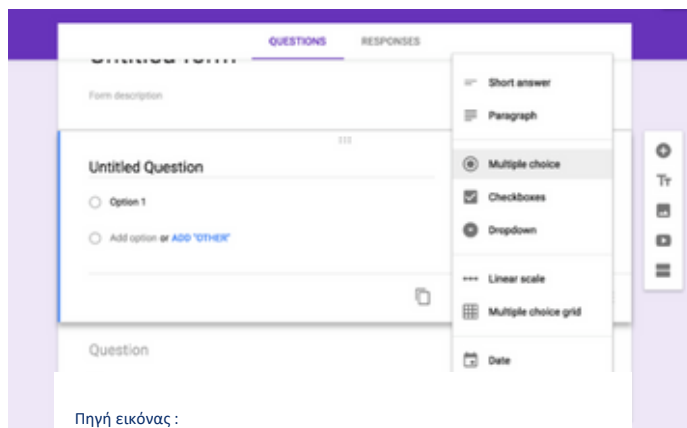 QUESTIONS RESPONSES
Untitled form
Form description
Untitled Question
Option 1
Add option or ADD "OTHER"
Question
Short answer
Paragraph
Multiple choice
Checkboxes
Dropdown
Linear scale
Multiple choice grid
Date
Tт
Πηγή εικόνας :